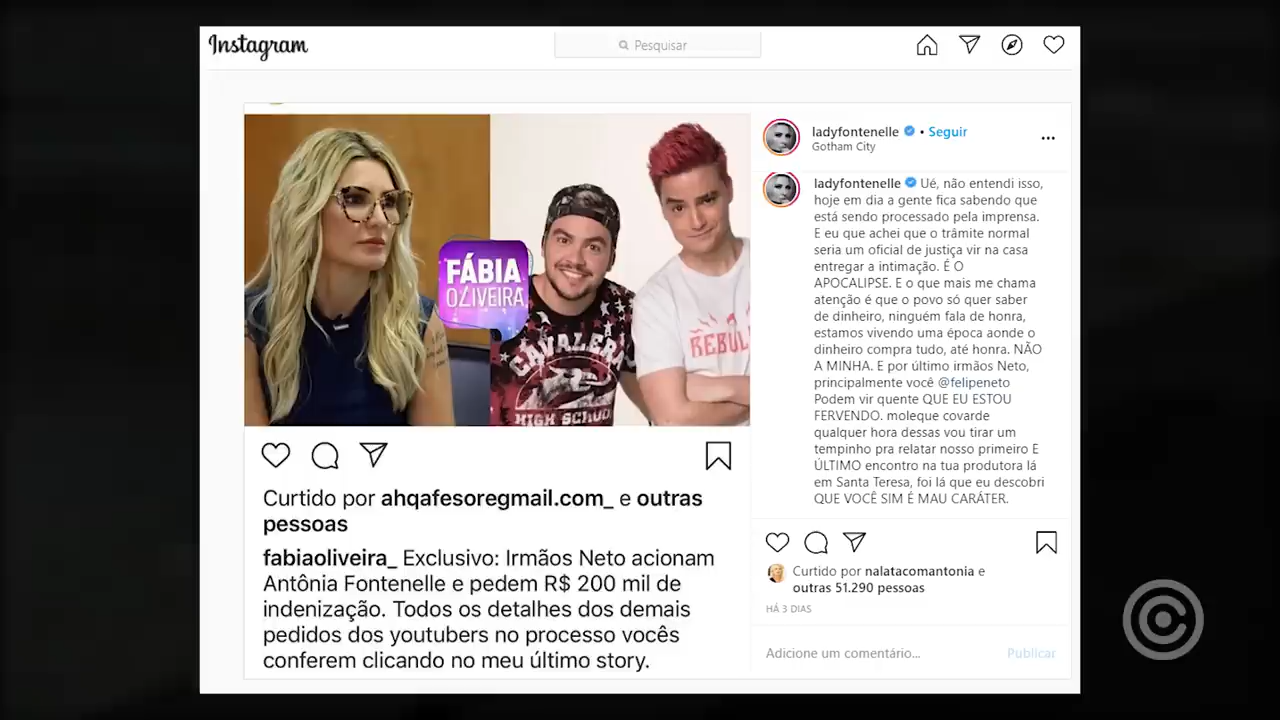 Instagram
Pesquisar
FÁBIA
OLIVEIRA
CAVALERA
HIGH SCHOOL
REBUL
Curtido por ahqafesoregmail.com_ e outras
pessoas
fabiaoliveira_ Exclusivo: Irmãos Neto acionam
Antônia Fontenelle e pedem R$ 200 mil de
indenização. Todos os detalhes dos demais
pedidos dos youtubers no processo vocês
conferem clicando no meu último story.
ladyfontenelle • Seguir
Gotham City
ladyfontenelle Ué, não entendi isso,
hoje em dia a gente fica sabendo que
está sendo processado pela imprensa.
E eu que achei que o trâmite normal
seria um oficial de justiça vir na casa
entregar a intimação. É O
APOCALIPSE. E o que mais me chama
atenção é que o povo só quer saber
de dinheiro, ninguém fala de honra,
estamos vivendo uma época aonde o
dinheiro compra tudo, até honra. NÃO
A MINHA. E por último irmãos Neto,
principalmente você @felipeneto
Podem vir quente QUE EU ESTOU
FERVENDO. moleque covarde
qualquer hora dessas vou tirar um
tempinho pra relatar nosso primeiro E
ÚLTIMO encontro na tua produtora lá
em Santa Teresa, foi lá que eu descobri
QUE VOCÊ SIM É MAU CARÁTER.
Curtido por nalatacomantonia e
outras 51.290 pessoas
HÁ 3 DIAS
Adicione um comentário...
Publicar